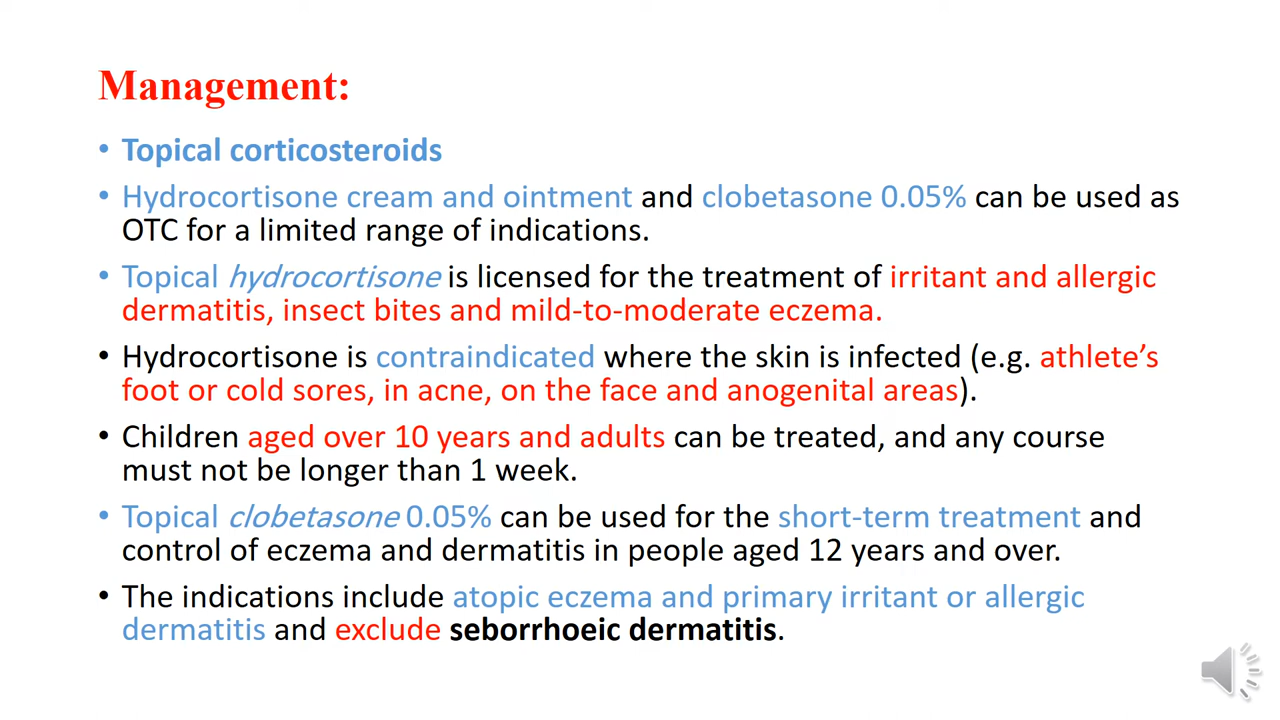 Management:
• Topical corticosteroids
• Hydrocortisone cream and ointment and clobetasone 0.05% can be used as
OTC for a limited range of indications.
• Topical hydrocortisone is licensed for the treatment of irritant and allergic
dermatitis, insect bites and mild-to-moderate eczema.
• Hydrocortisone is contraindicated where the skin is infected (e.g. athlete’s
foot or cold sores, in acne, on the face and anogenital areas).
• Children aged over 10 years and adults can be treated, and any course
must not be longer than 1 week.
• Topical clobetasone 0.05% can be used for the short-term treatment and
control of eczema and dermatitis in people aged 12 years and over.
• The indications include atopic eczema and primary irritant or allergic
dermatitis and exclude seborrhoeic dermatitis.